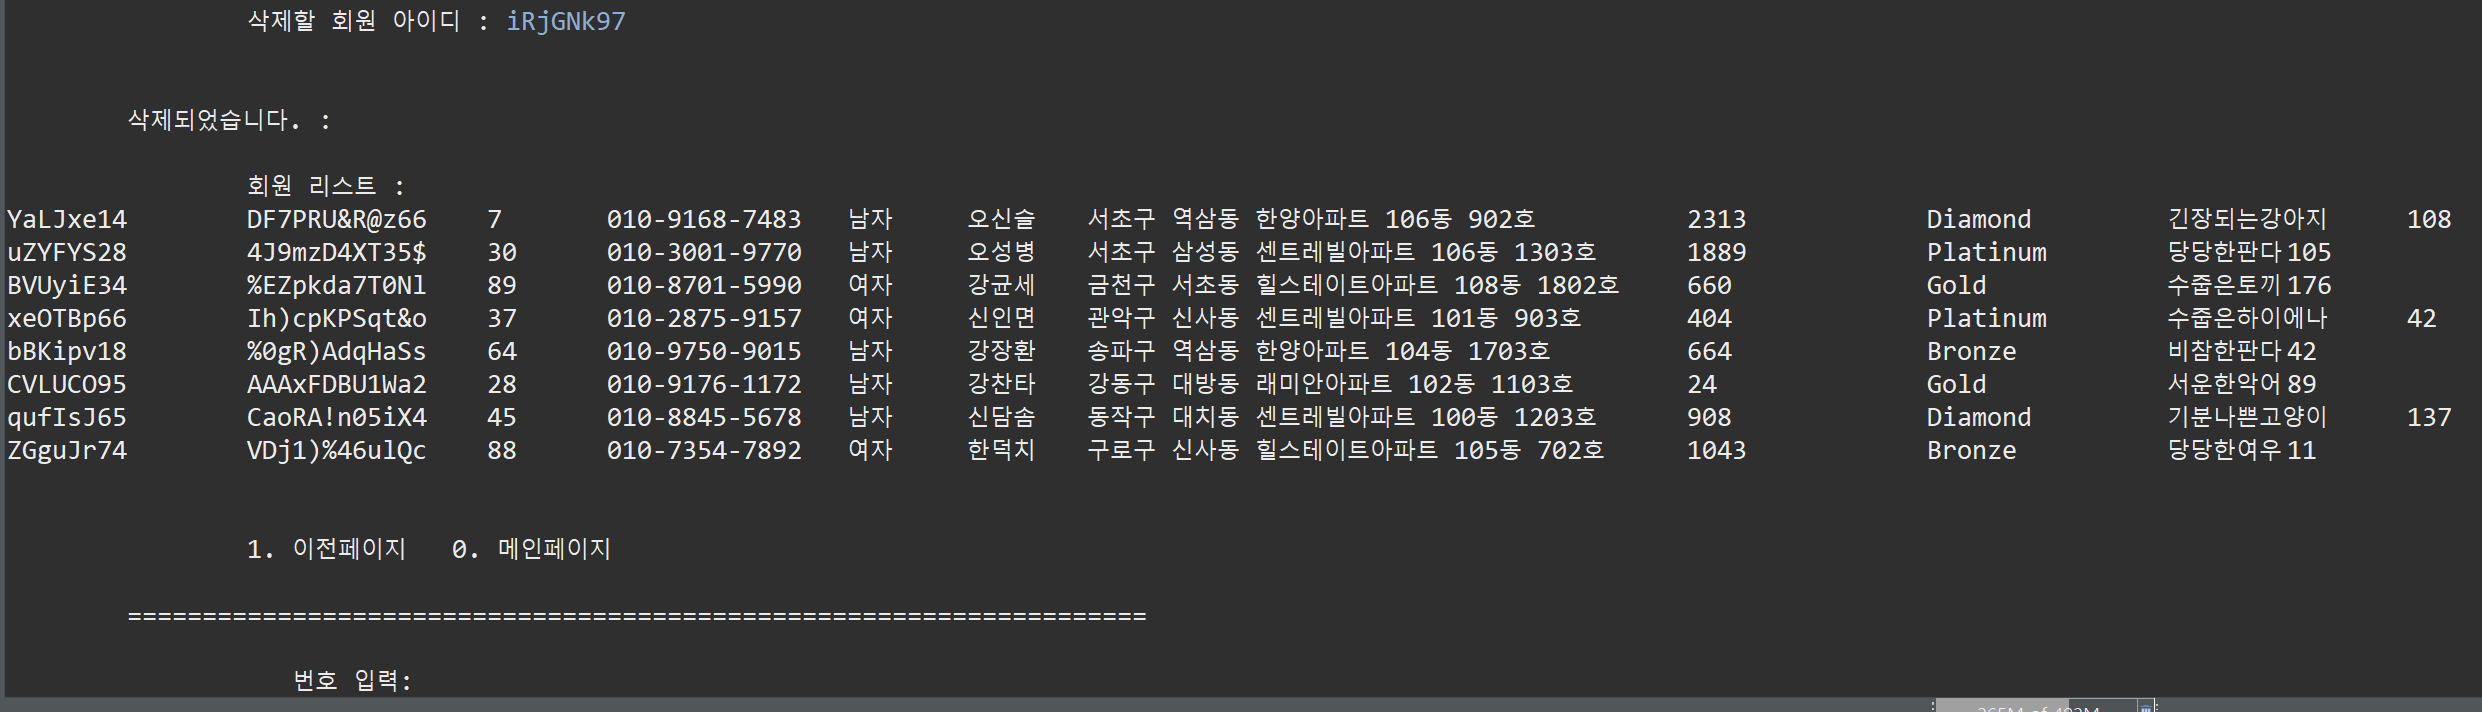 삭제할 회원 아이디 : iRjGNk97
삭제되었습니다. :
회원 리스트 :
YaLJxe14 DF7PRU&R@z66 7 010-9168-7483 남자 오신슬 서초구 역삼동 한양아파트 106동 902호 2313 Diamond 긴장되는강아지 108
uZYFYS28 4J9mzD4XT35$ 30 010-3001-9770 남자 오성병 서초구 삼성동 센트레빌아파트 106동 1303호 1889 Platinum 당당한판다 105
BVUyiE34 %EZpkda7T0Nl 89 010-8701-5990 여자 강균세 금천구 서초동 힐스테이트아파트 108동 1802호 660 Gold 수줍은토끼 176
xeOTBp66 Ih)cpKPSqt&o 37 010-2875-9157 여자 신인면 관악구 신사동 센트레빌아파트 101동 903호 404 Platinum 수줍은하이에나 42
bBKipv18 %0gR)AdqHaSs 64 010-9750-9015 남자 강장환 송파구 역삼동 한양아파트 104동 1703호 664 Bronze 비참한판다 42
CVLUCO95 AAAxFDBU1Wa2 28 010-9176-1172 남자 강찬타 강동구 대방동 래미안아파트 102동 1103호 24 Gold 서운한악어 89
qufIsJ65 CaoRA!n05iX4 45 010-8845-5678 남자 신담솜 동작구 대치동 센트레빌아파트 100동 1203호 908 Diamond 기분나쁜고양이 137
ZGguJr74 VDj1)%46ulQc 88 010-7354-7892 여자 한덕치 구로구 신사동 힐스테이트아파트 105동 702호 1043 Bronze 당당한여우 11
1. 이전페이지 0. 메인페이지
====================================================================
번호 입력: